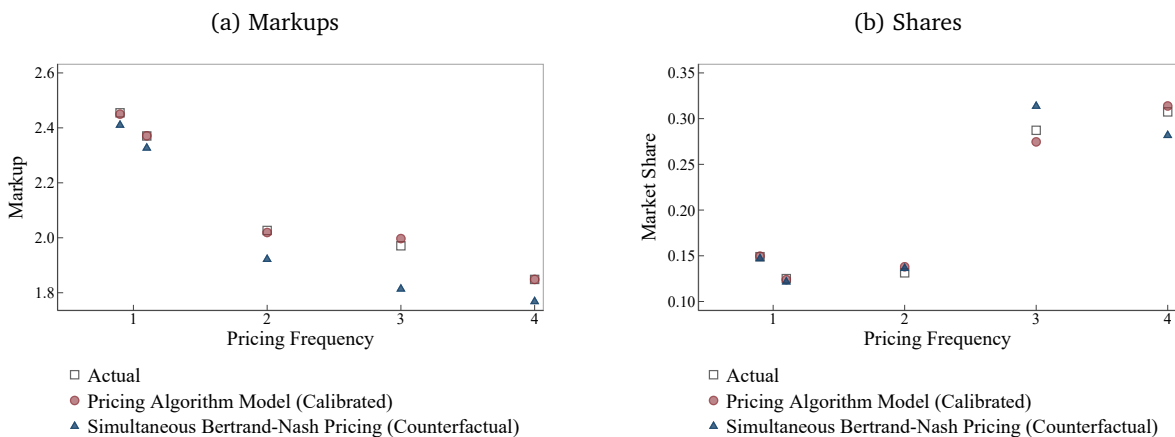 (a) Markups
2.6
2.4
2.2
2.0
1.8
Markup
1 2 3 4
Pricing Frequency
□ Actual
● Pricing Algorithm Model (Calibrated)
▲ Simultaneous Bertrand-Nash Pricing (Counterfactual)
(b) Shares
0.35
0.30
0.25
0.20
0.15
0.10
Market Share
1 2 3 4
Pricing Frequency
□ Actual
● Pricing Algorithm Model (Calibrated)
▲ Simultaneous Bertrand-Nash Pricing (Counterfactual)